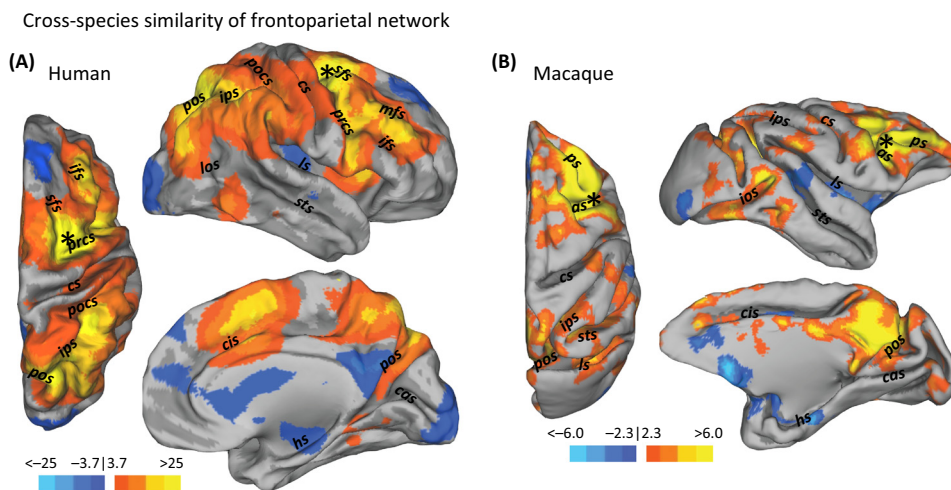 Cross-species similarity of frontoparietal network
(A)
Human
pos
ips
pocs
cs
*
sfs
mfs
prcs
ifs
los
ls
sts
ifs
sfs
*
prcs
cs
pocs
ips
pos
cis
pos
cas
hs
<–25 –3.7|3.7 >25
(B)
Macaque
ps
as*
cs
ips
sts
pos
ls
ips
cs
*
as
ps
ios
ls
sts
cis
pos
cas
hs
<–6.0 –2.3|2.3 >6.0